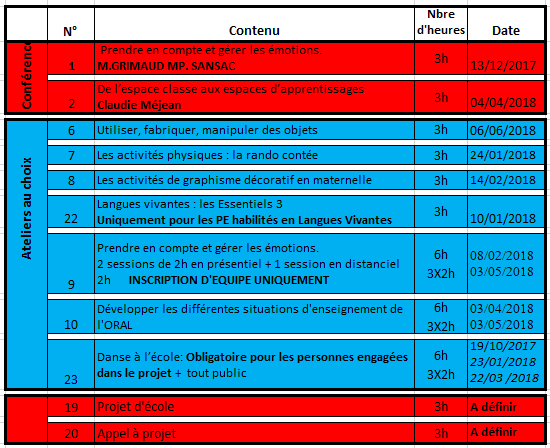 N° Contenu Nbre d'heures Date
Conférence
1 Prendre en compte et gérer les émotions.
M.GRIMAUD MP. SANSAC 3h 13/12/2017
2 De l'espace classe aux espaces d'apprentissages
Claudie Méjean 3h 04/04/2018
Ateliers au choix
6 Utiliser, fabriquer, manipuler des objets 3h 06/06/2018
7 Les activités physiques : la rando contée 3h 24/01/2018
8 Les activités de graphisme décoratif en maternelle 3h 14/02/2018
22 Langues vivantes : les Essentiels 3
Uniquement pour les PE habilités en Langues Vivantes 3h 10/01/2018
9 Prendre en compte et gérer les émotions. 6h 08/02/2018
2 sessions de 2h en présentiel + 1 session en distanciel 3X2h 03/05/2018
2h INSCRIPTION D'EQUIPE UNIQUEMENT
10 Développer les différentes situations d'enseignement de 6h 03/04/2018
l'ORAL 3X2h 03/05/2018
19/10/2017
23 Danse à l'école: Obligatoire pour les personnes engagées 6h 23/01/2018
dans le projet + tout public 3X2h 22/03 /2018
19 Projet d'école 3h A définir
20 Appel à projet 3h A définir